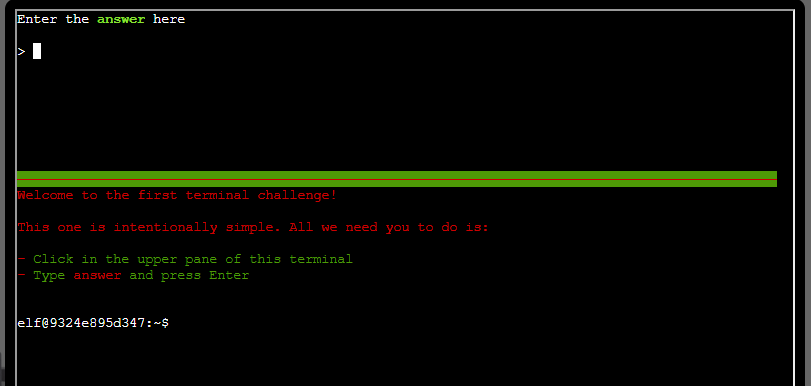 Enter the answer here
>
Welcome to the first terminal challenge!
This one is intentionally simple. All we need you to do is:
- Click in the upper pane of this terminal
- Type answer and press Enter
elf@9324e895d347:~$